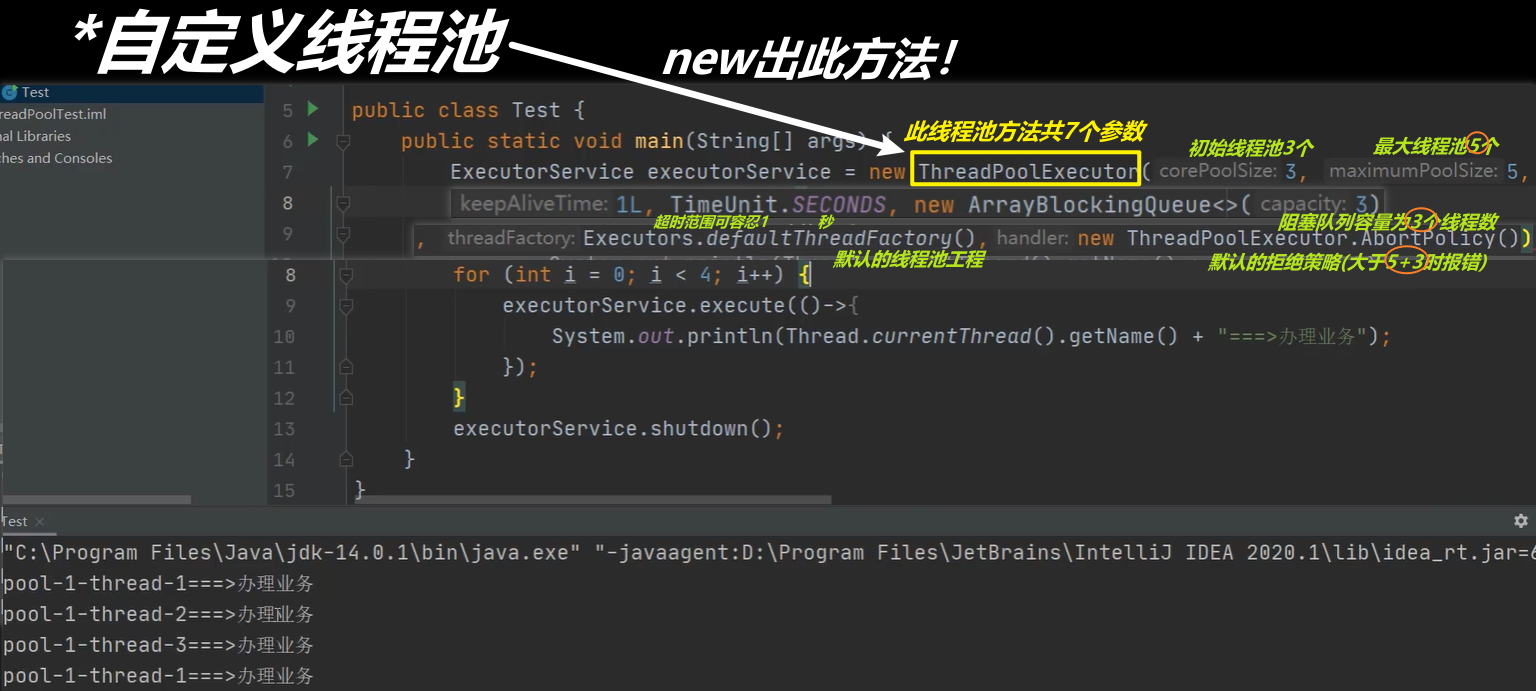 *自定义线程池
new出此方法!
Test
readPoolTest.iml
nal Libraries
ches and Consoles
5 public class Test {
此线程池方法共7个参数
6 public static void main(String[] args) {
初始线程池3个
最大线程池5个
7 ExecutorService executorService = new ThreadPoolExecutor( corePoolSize: 3, maximumPoolSize: 5,
8 keepAliveTime: 1L, TimeUnit.SECONDS, new ArrayBlockingQueue<>( capacity: 3)
超时范围可容忍1 秒
阻塞队列容量为3个线程数
9 , threadFactory: Executors.defaultThreadFactory(), handler: new ThreadPoolExecutor.AbortPolicy())
默认的线程池工程
默认的拒绝策略(大于5+3时报错)
8 for (int i = 0; i < 4; i++) {
9 executorService.execute(()->{
10 System.out.println(Thread.currentThread().getName() + "===>办理业务");
11 });
12 }
13 executorService.shutdown();
14 }
15 }
Test ×
"C:\Program Files\Java\jdk-14.0.1\bin\java.exe" "-javaagent:D:\Program Files\JetBrains\IntelliJ IDEA 2020.1\lib\idea_rt.jar=6
pool-1-thread-1===>办理业务
pool-1-thread-2===>办理业务
pool-1-thread-3===>办理业务
pool-1-thread-1===>办理业务